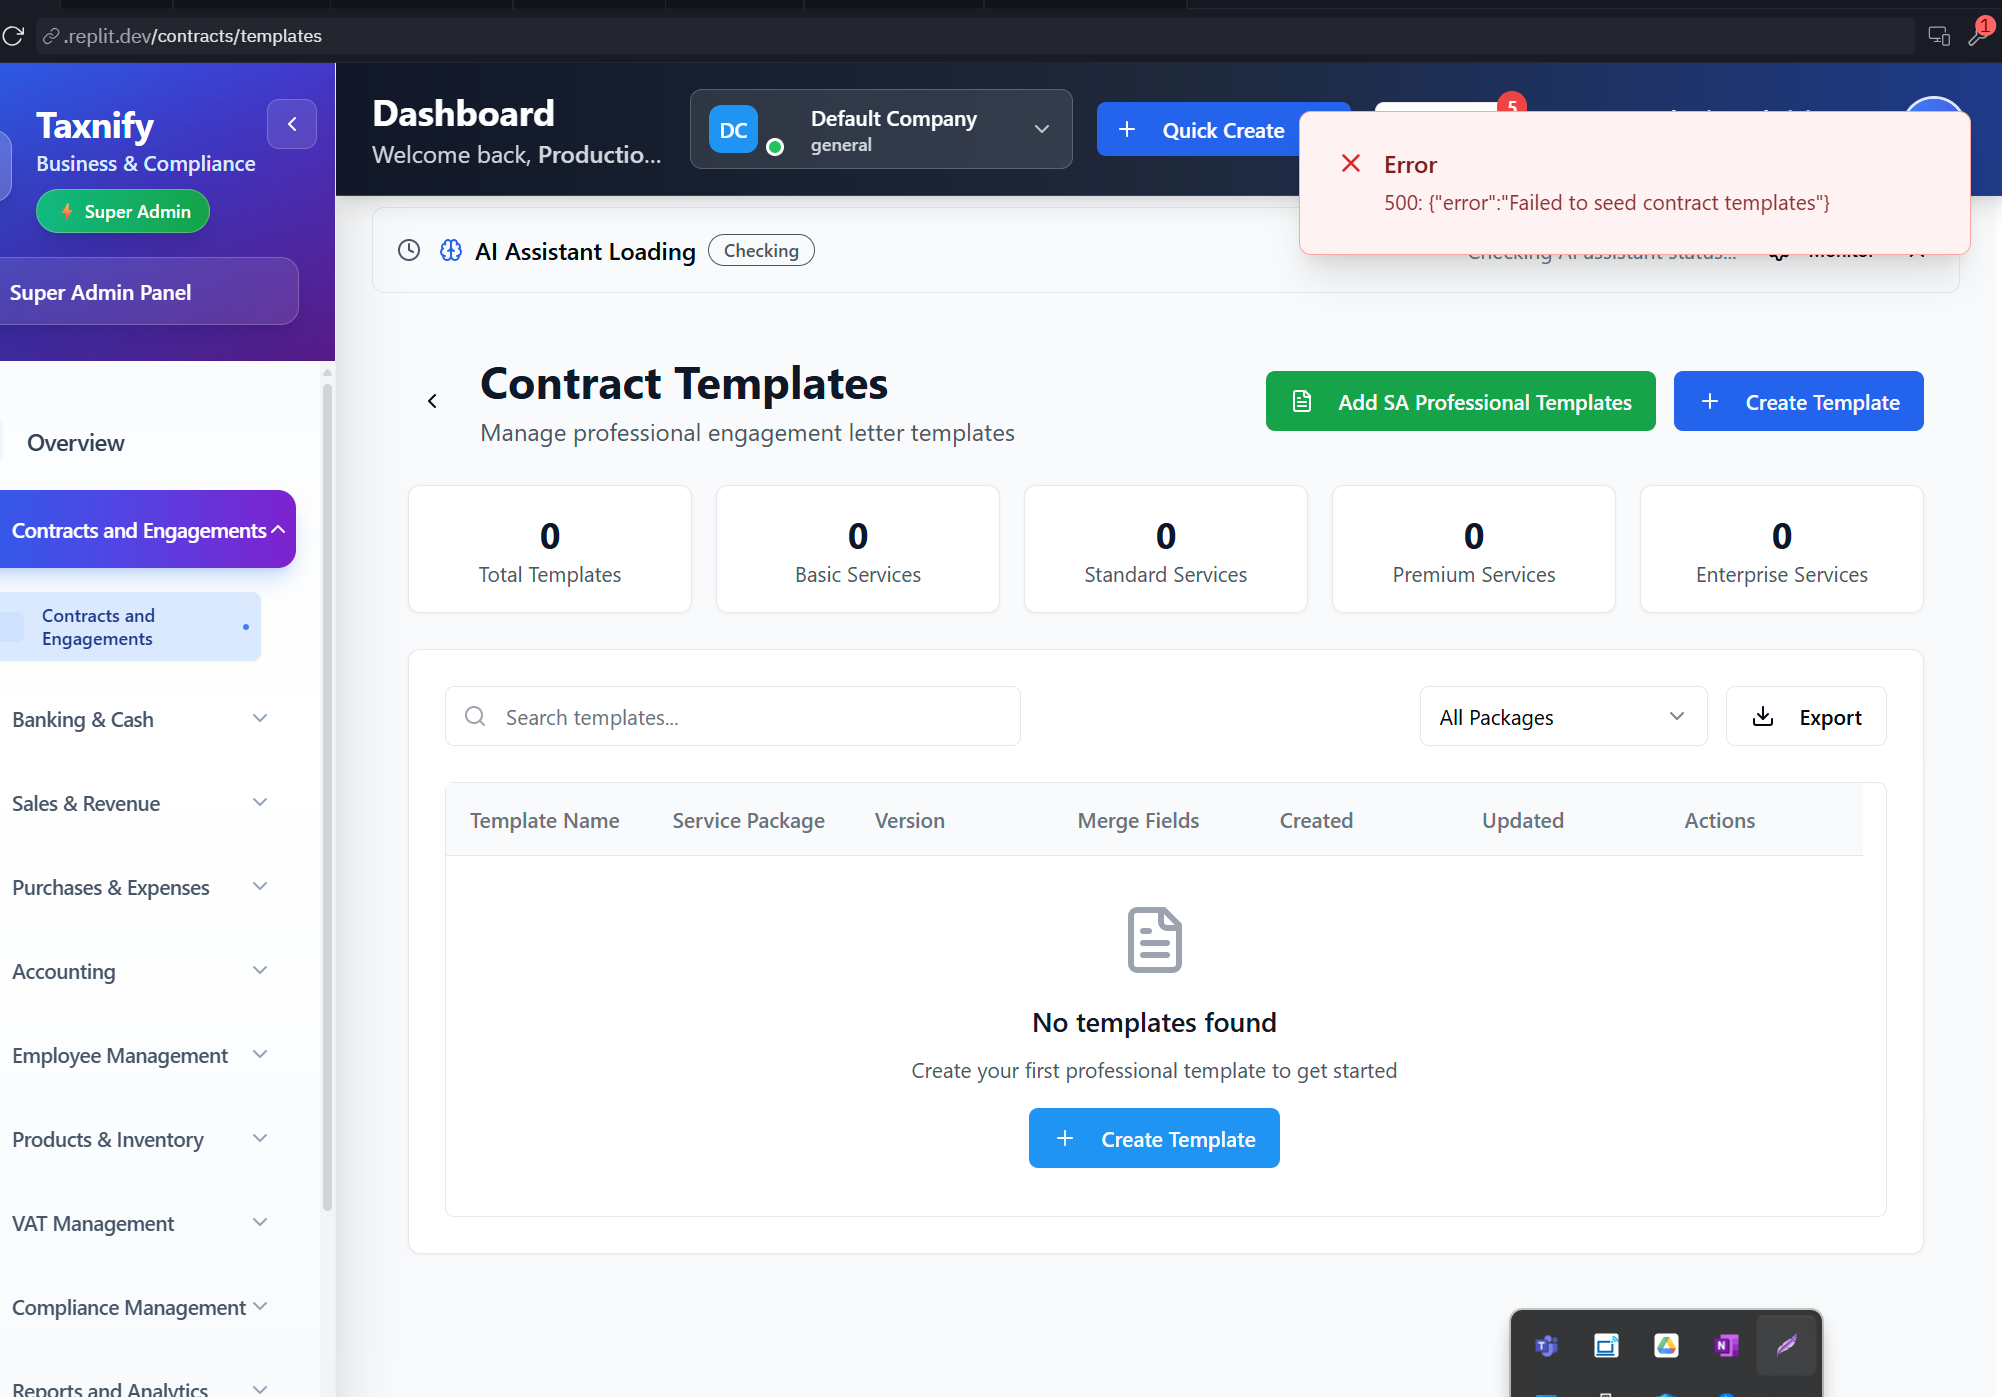 .replit.dev/contracts/templates
1
Taxnify
Business & Compliance
Super Admin
Super Admin Panel
Overview
Contracts and Engagements
Contracts and
Engagements
Banking & Cash
Sales & Revenue
Purchases & Expenses
Accounting
Employee Management
Products & Inventory
VAT Management
Compliance Management
Reports and Analytics
Dashboard
Welcome back, Productio...
DC
Default Company
general
Quick Create
5
Error
500: {"error":"Failed to seed contract templates"}
AI Assistant Loading
Checking
Checking AI assistant status...
Monitor
Contract Templates
Manage professional engagement letter templates
Add SA Professional Templates
Create Template
0
Total Templates
0
Basic Services
0
Standard Services
0
Premium Services
0
Enterprise Services
Search templates...
All Packages
Export
Template Name
Service Package
Version
Merge Fields
Created
Updated
Actions
No templates found
Create your first professional template to get started
Create Template